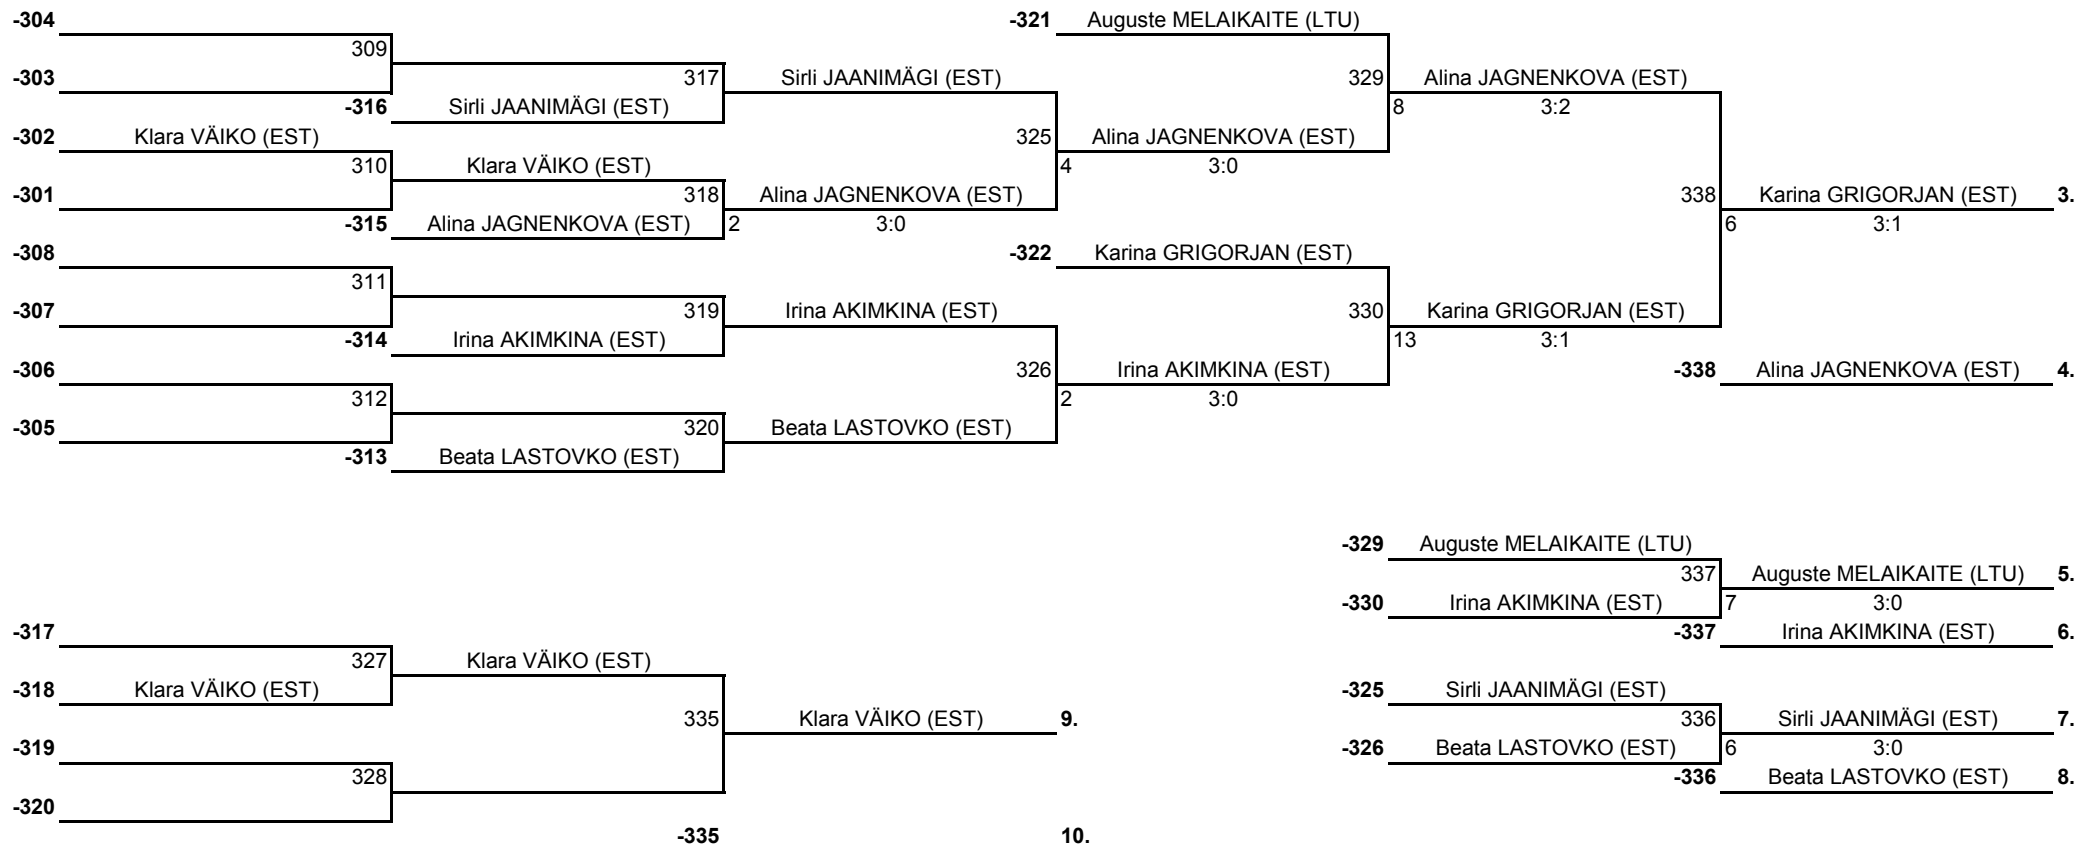 -304 -321 Auguste MELAIKAITE (LTU)
309
-303 317 Sirli JAANIMÄGI (EST) 329 Alina JAGNENKOVA (EST)
-316 Sirli JAANIMÄGI (EST) 8 3:2
-302 Klara VÄIKO (EST) 325 Alina JAGNENKOVA (EST)
310 Klara VÄIKO (EST) 4 3:0
-301 318 Alina JAGNENKOVA (EST) 338 Karina GRIGORJAN (EST) 3.
-315 Alina JAGNENKOVA (EST) 2 3:0 6 3:1
-308 -322 Karina GRIGORJAN (EST)
311
-307 319 Irina AKIMKINA (EST) 330 Karina GRIGORJAN (EST)
-314 Irina AKIMKINA (EST) 13 3:1
-306 326 Irina AKIMKINA (EST) -338 Alina JAGNENKOVA (EST) 4.
312 2 3:0
-305 320 Beata LASTOVKO (EST)
-313 Beata LASTOVKO (EST)
-329 Auguste MELAIKAITE (LTU)
337 Auguste MELAIKAITE (LTU) 5.
-330 Irina AKIMKINA (EST) 7 3:0
-317 -337 Irina AKIMKINA (EST) 6.
327 Klara VÄIKO (EST)
-318 Klara VÄIKO (EST) -325 Sirli JAANIMÄGI (EST)
335 Klara VÄIKO (EST) 9. 336 Sirli JAANIMÄGI (EST) 7.
-319 -326 Beata LASTOVKO (EST) 6 3:0
328 -336 Beata LASTOVKO (EST) 8.
-320
-335 10.